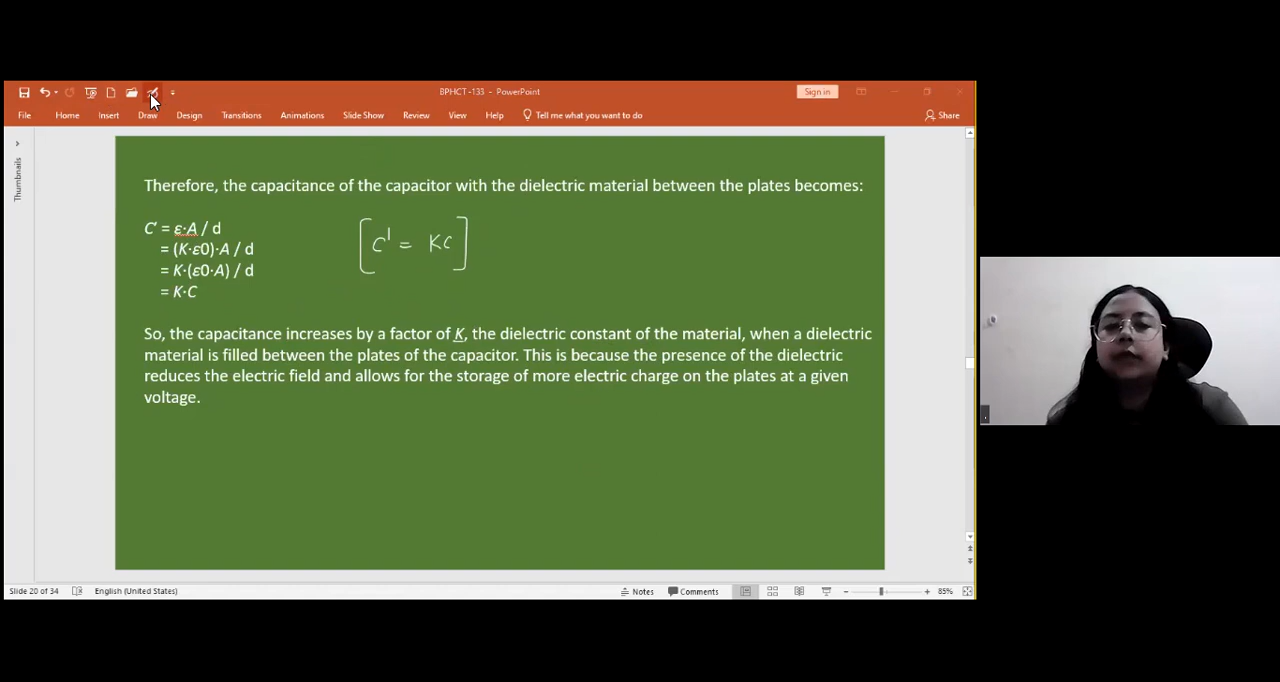 BPHCT -133 - PowerPoint
Sign in
File Home Insert Draw Design Transitions Animations Slide Show Review View Help Tell me what you want to do Share
Thumbnails
Therefore, the capacitance of the capacitor with the dielectric material between the plates becomes:
C' = ε·A / d
= (K·ε0)·A / d
= K·(ε0·A) / d
= K·C
[C' = KC]
So, the capacitance increases by a factor of K, the dielectric constant of the material, when a dielectric
material is filled between the plates of the capacitor. This is because the presence of the dielectric
reduces the electric field and allows for the storage of more electric charge on the plates at a given
voltage.
Slide 20 of 34 English (United States) Notes Comments 85%